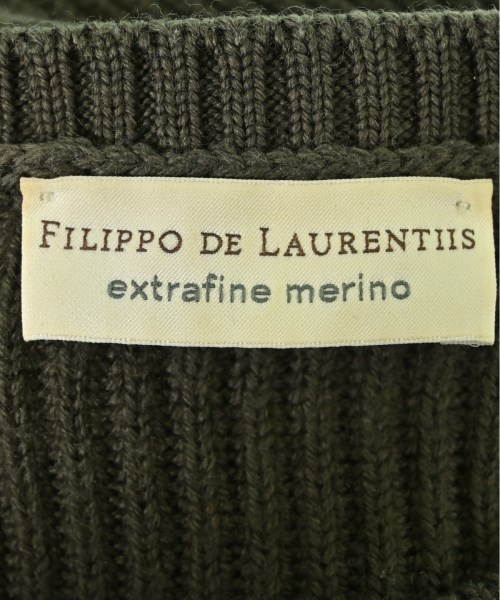 FILIPPO DE LAURENTIIS
extrafine merino